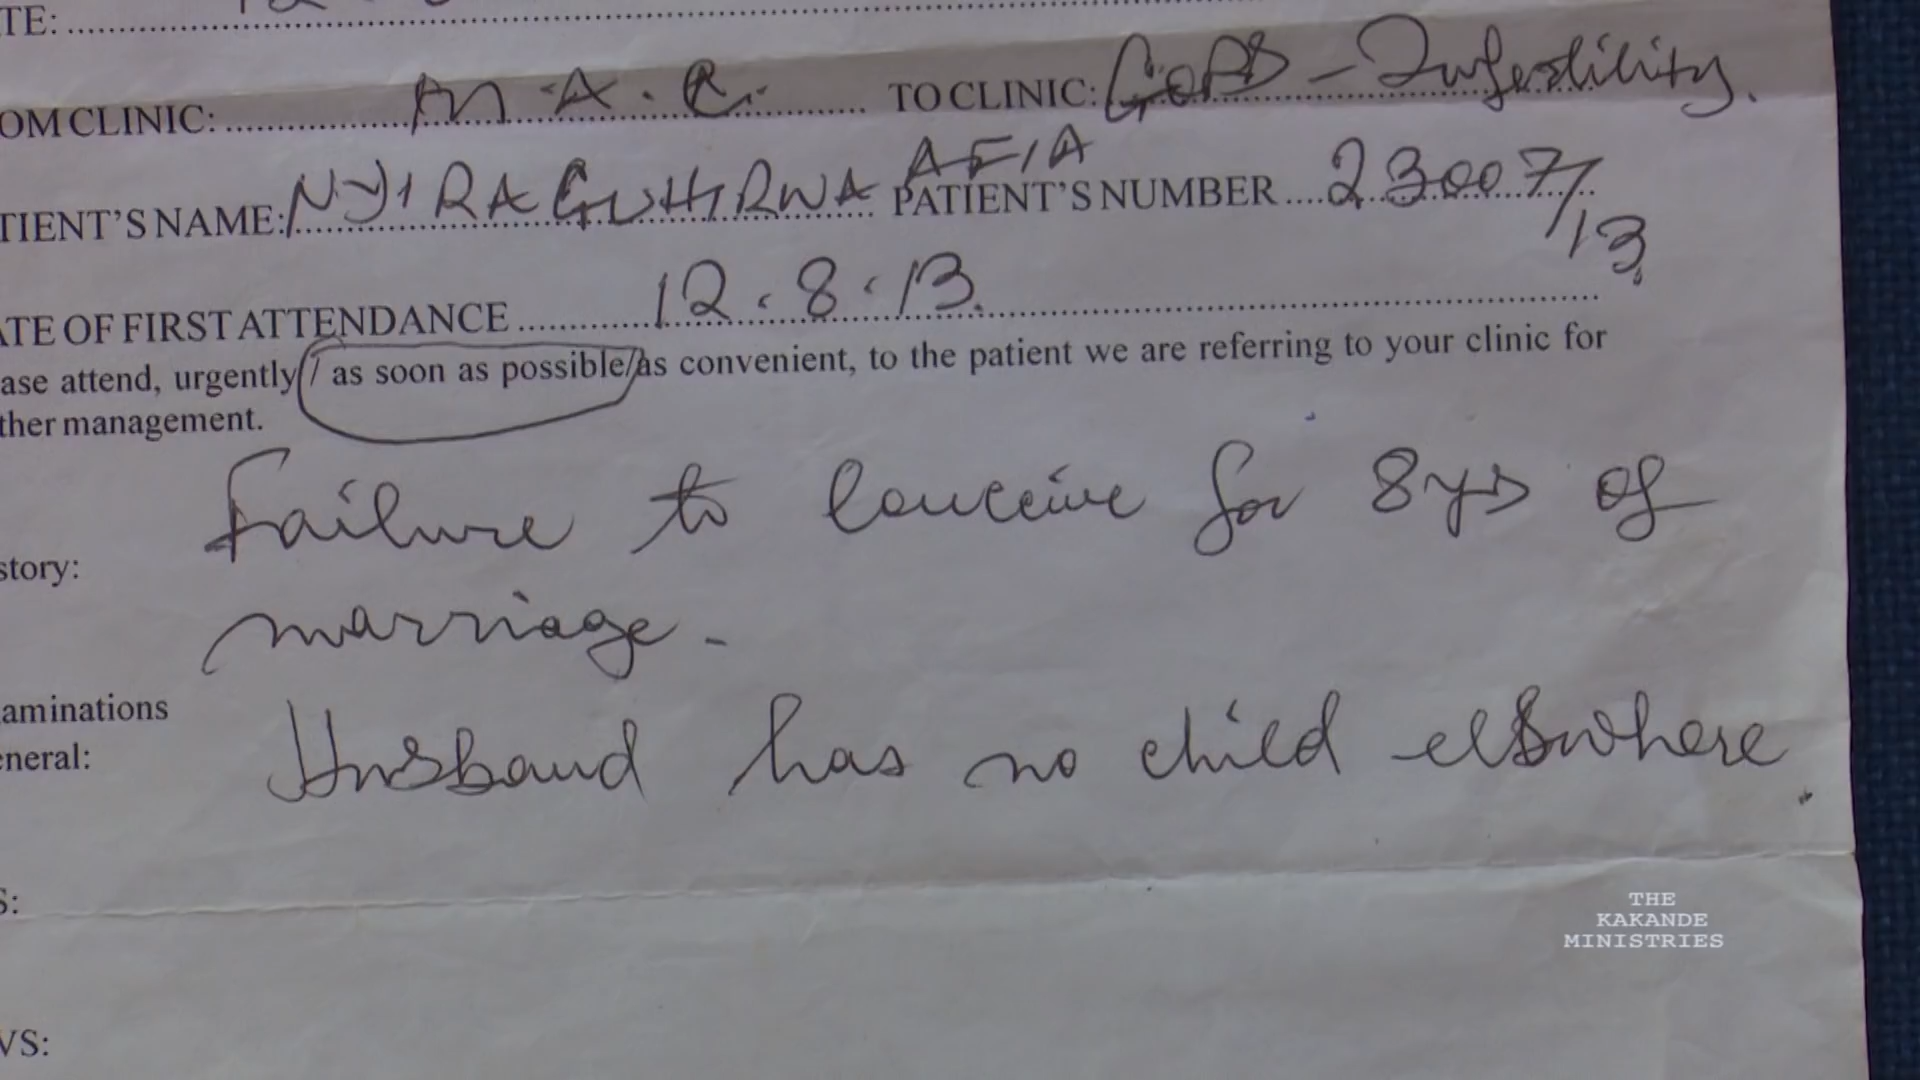 TE: ....................
OM CLINIC: .......... M.A.C. .......... TO CLINIC: GOPD - Infertility.
AFIA
TIENT'S NAME: NYIRAGUHIRWA PATIENT'S NUMBER .... 23007/13
ATE OF FIRST ATTENDANCE .......... 12.8.13. ..........
ase attend, urgently / as soon as possible/as convenient, to the patient we are referring to your clinic for
ther management.
Failure to conceive for 8yrs of
story:
marriage.
aminations
eneral: Husband has no child elswhere.
S:
VS:
THE
KAKANDE
MINISTRIES